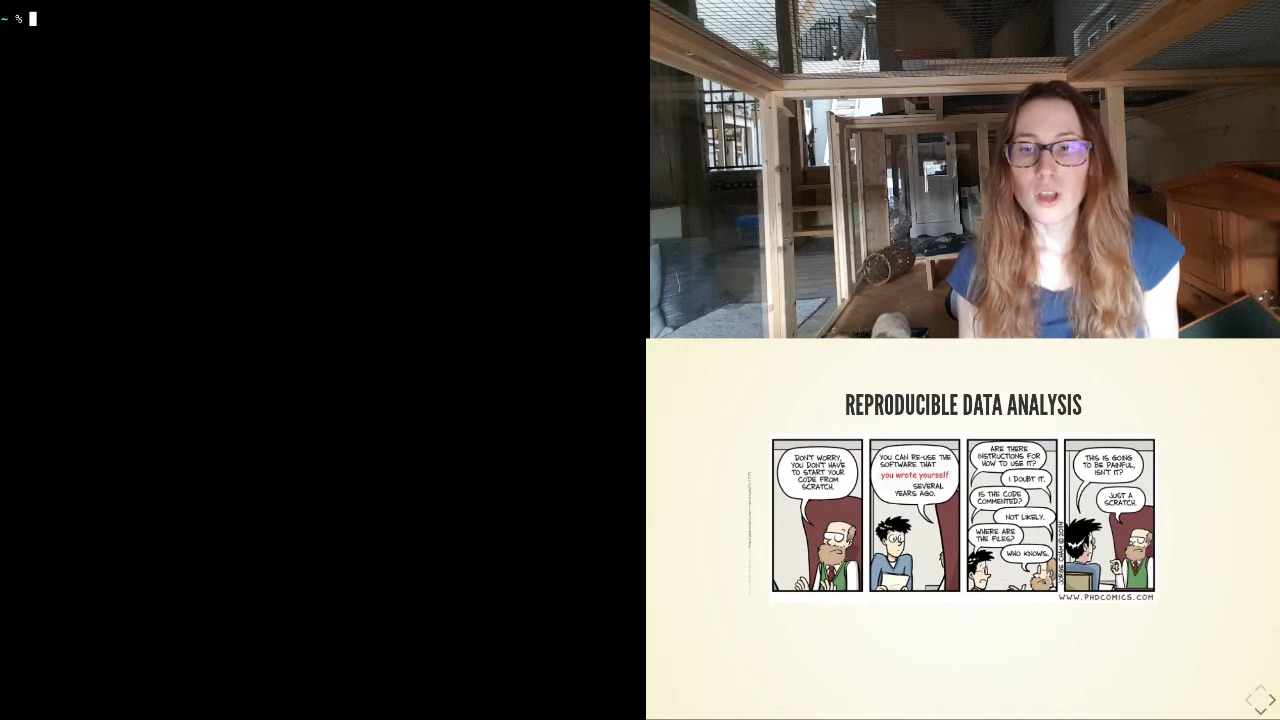 ~ %
REPRODUCIBLE DATA ANALYSIS
DON'T WORRY,
YOU DON'T HAVE
TO START YOUR
CODE FROM
SCRATCH.
YOU CAN RE-USE THE
SOFTWARE THAT
you wrote yourself
SEVERAL
YEARS AGO.
ARE THERE
INSTRUCTIONS FOR
HOW TO USE IT?
I DOUBT IT.
IS THE CODE
COMMENTED?
NOT LIKELY.
WHERE ARE
THE FILES?
WHO KNOWS.
JORGE CHAM © 2014
THIS IS GOING
TO BE PAINFUL,
ISN'T IT?
JUST A
SCRATCH.
WWW.PHDCOMICS.COM